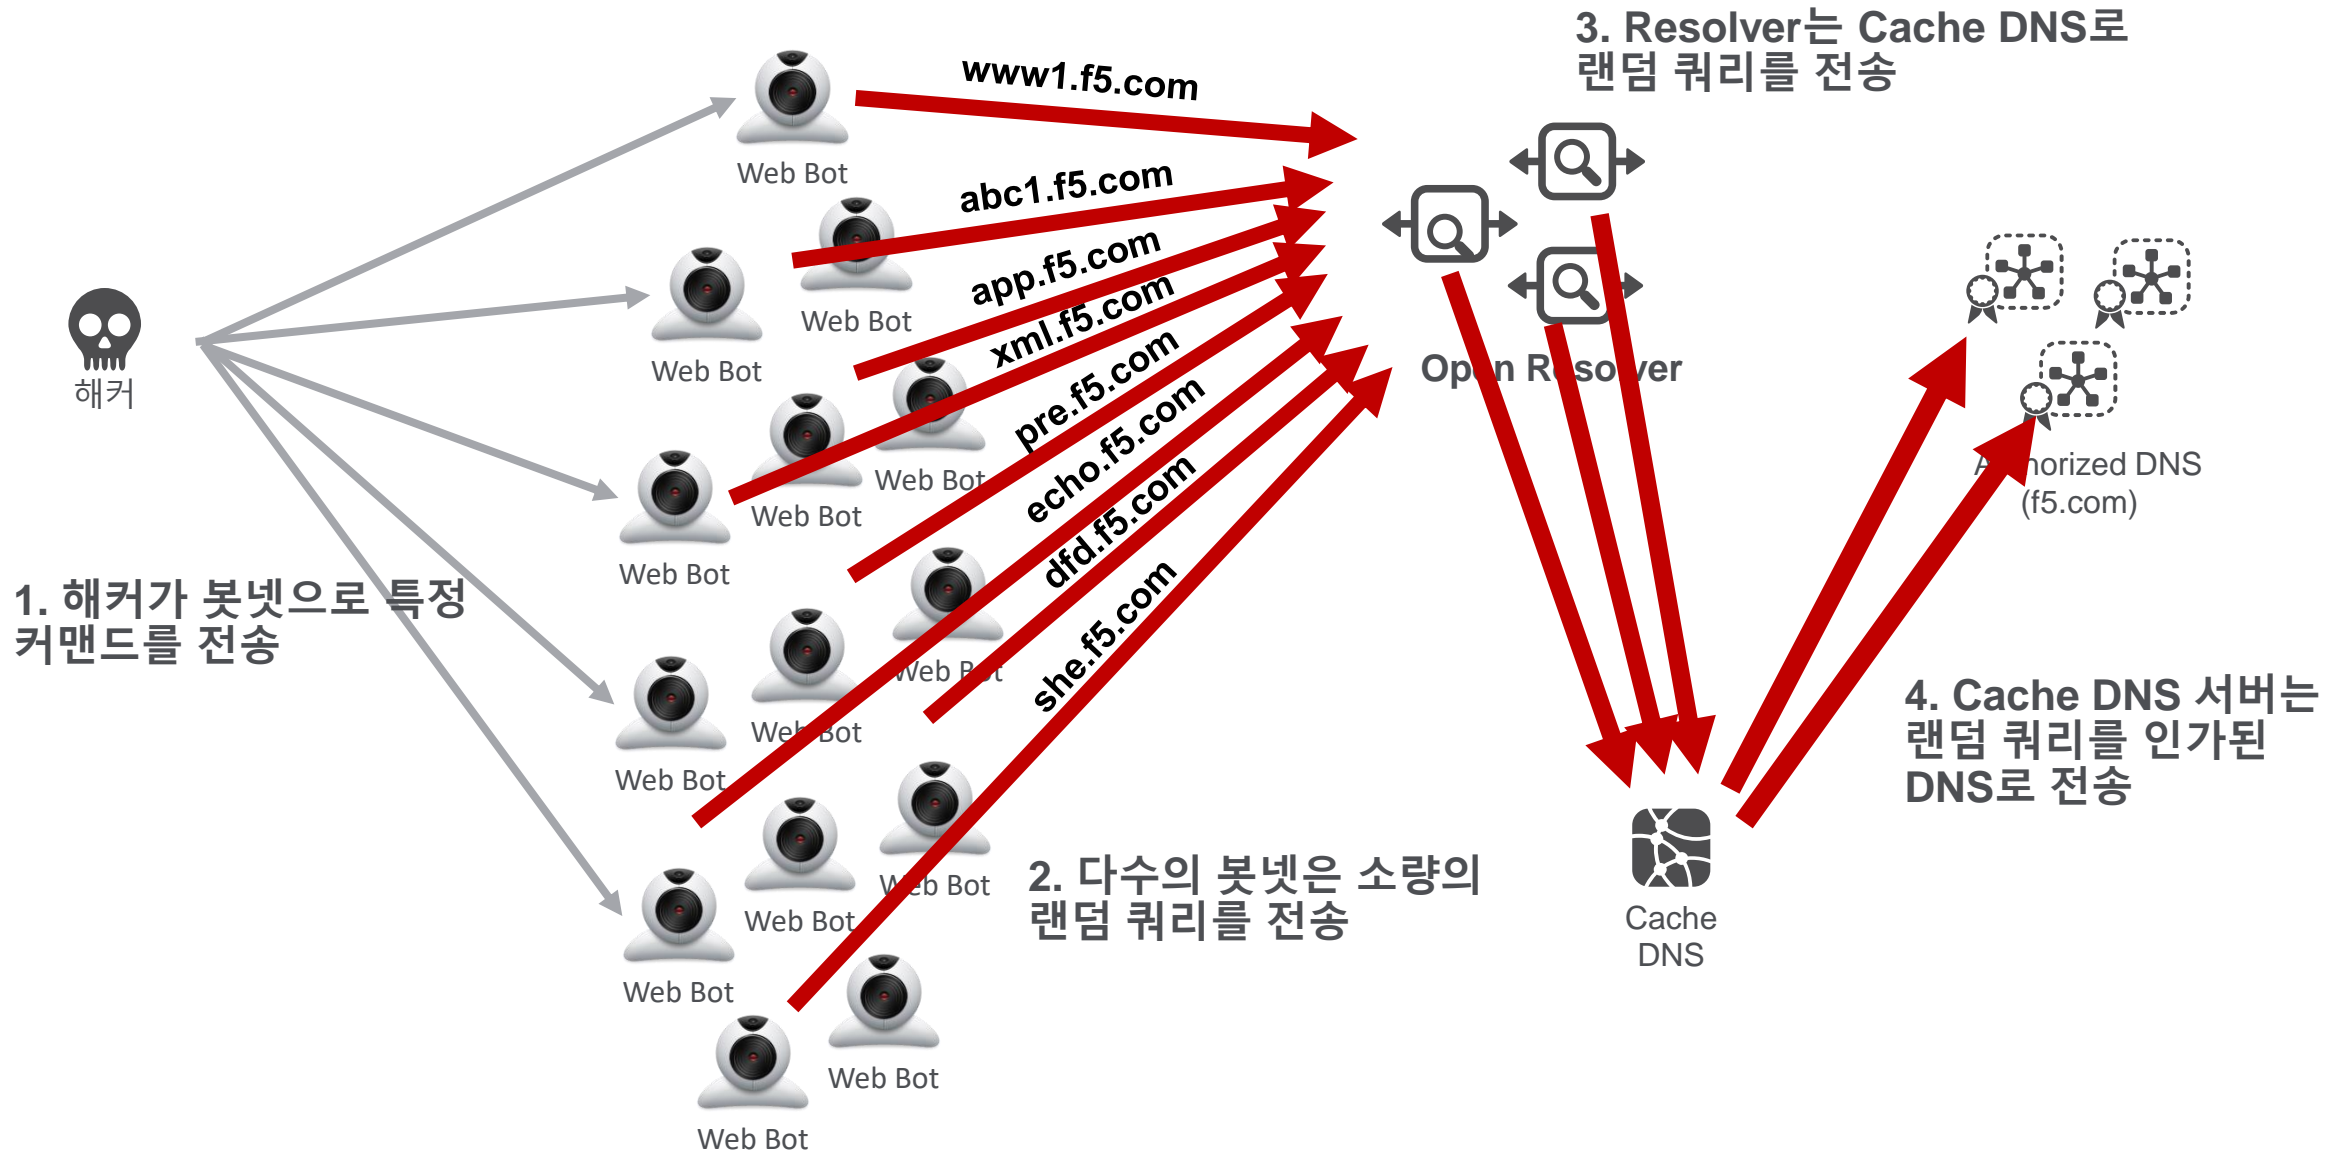 3. Resolver는 Cache DNS로
랜덤 쿼리를 전송
www1.f5.com
Web Bot
abc1.f5.com
Web Bot
Web Bot
app.f5.com
xml.f5.com
pre.f5.com
echo.f5.com
dfd.f5.com
she.f5.com
Open Resolver
해커
Web Bot
Web Bot
Web Bot
Authorized DNS
(f5.com)
1. 해커가 봇넷으로 특정
커맨드를 전송
Web Bot
Web Bot
Web Bot
4. Cache DNS 서버는
랜덤 쿼리를 인가된
DNS로 전송
2. 다수의 봇넷은 소량의
랜덤 쿼리를 전송
Web Bot
Web Bot
Web Bot
Cache
DNS
Web Bot
Web Bot